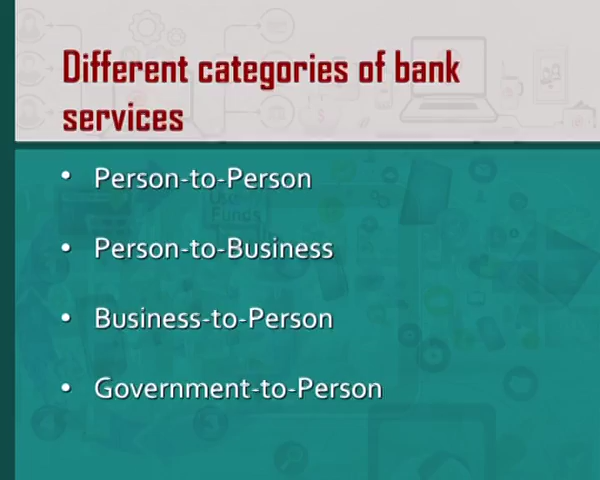 Different categories of bank
services
• Person-to-Person
• Person-to-Business
• Business-to-Person
• Government-to-Person